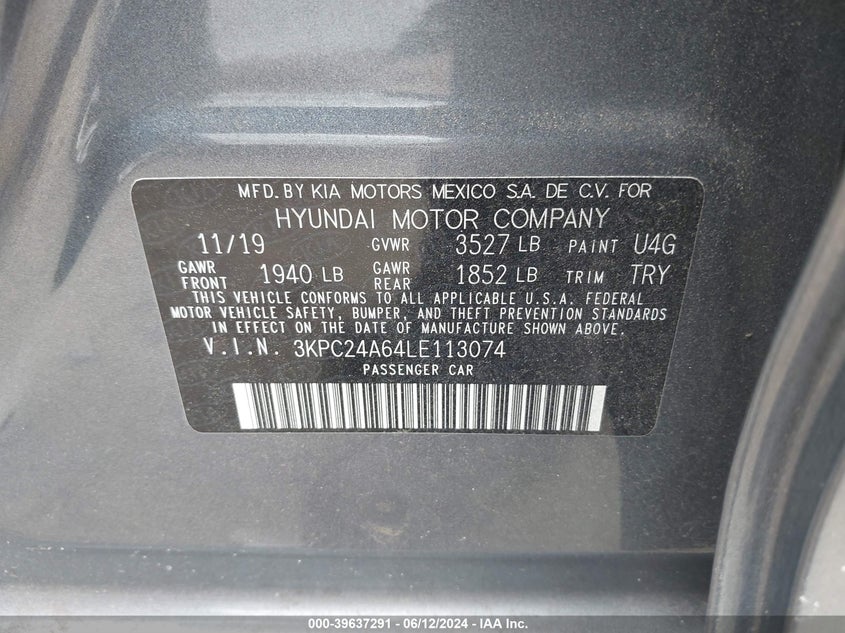 MFD. BY KIA MOTORS MEXICO S.A. DE C.V. FOR
HYUNDAI MOTOR COMPANY
11/19 GVWR 3527 LB PAINT U4G
GAWR FRONT 1940 LB GAWR REAR 1852 LB TRIM TRY
THIS VEHICLE CONFORMS TO ALL APPLICABLE U.S.A. FEDERAL
MOTOR VEHICLE SAFETY, BUMPER, AND THEFT PREVENTION STANDARDS
IN EFFECT ON THE DATE OF MANUFACTURE SHOWN ABOVE.
V.I.N. 3KPC24A64LE113074
PASSENGER CAR
000-39637291 - 06/12/2024 - IAA Inc.